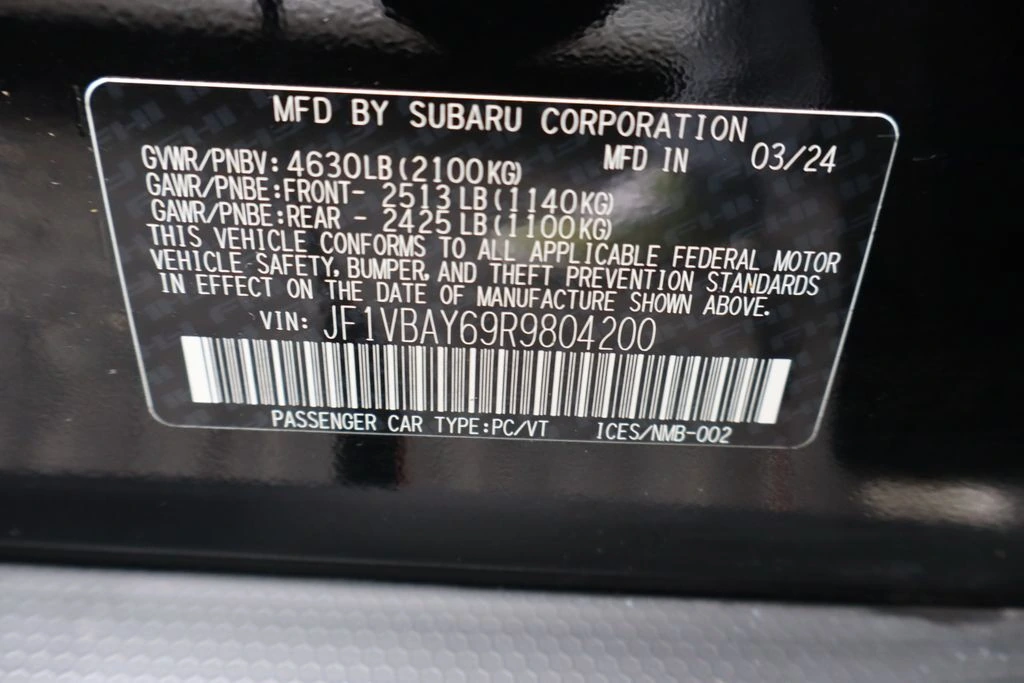 MFD BY SUBARU CORPORATION
GVWR/PNBV: 4630LB(2100KG) MFD IN 03/24
GAWR/PNBE:FRONT- 2513LB(1140KG)
GAWR/PNBE:REAR - 2425LB(1100KG)
THIS VEHICLE CONFORMS TO ALL APPLICABLE FEDERAL MOTOR
VEHICLE SAFETY, BUMPER, AND THEFT PREVENTION STANDARDS
IN EFFECT ON THE DATE OF MANUFACTURE SHOWN ABOVE.
VIN: JF1VBAY69R9804200
PASSENGER CAR TYPE:PC/VT ICES/NMB-002